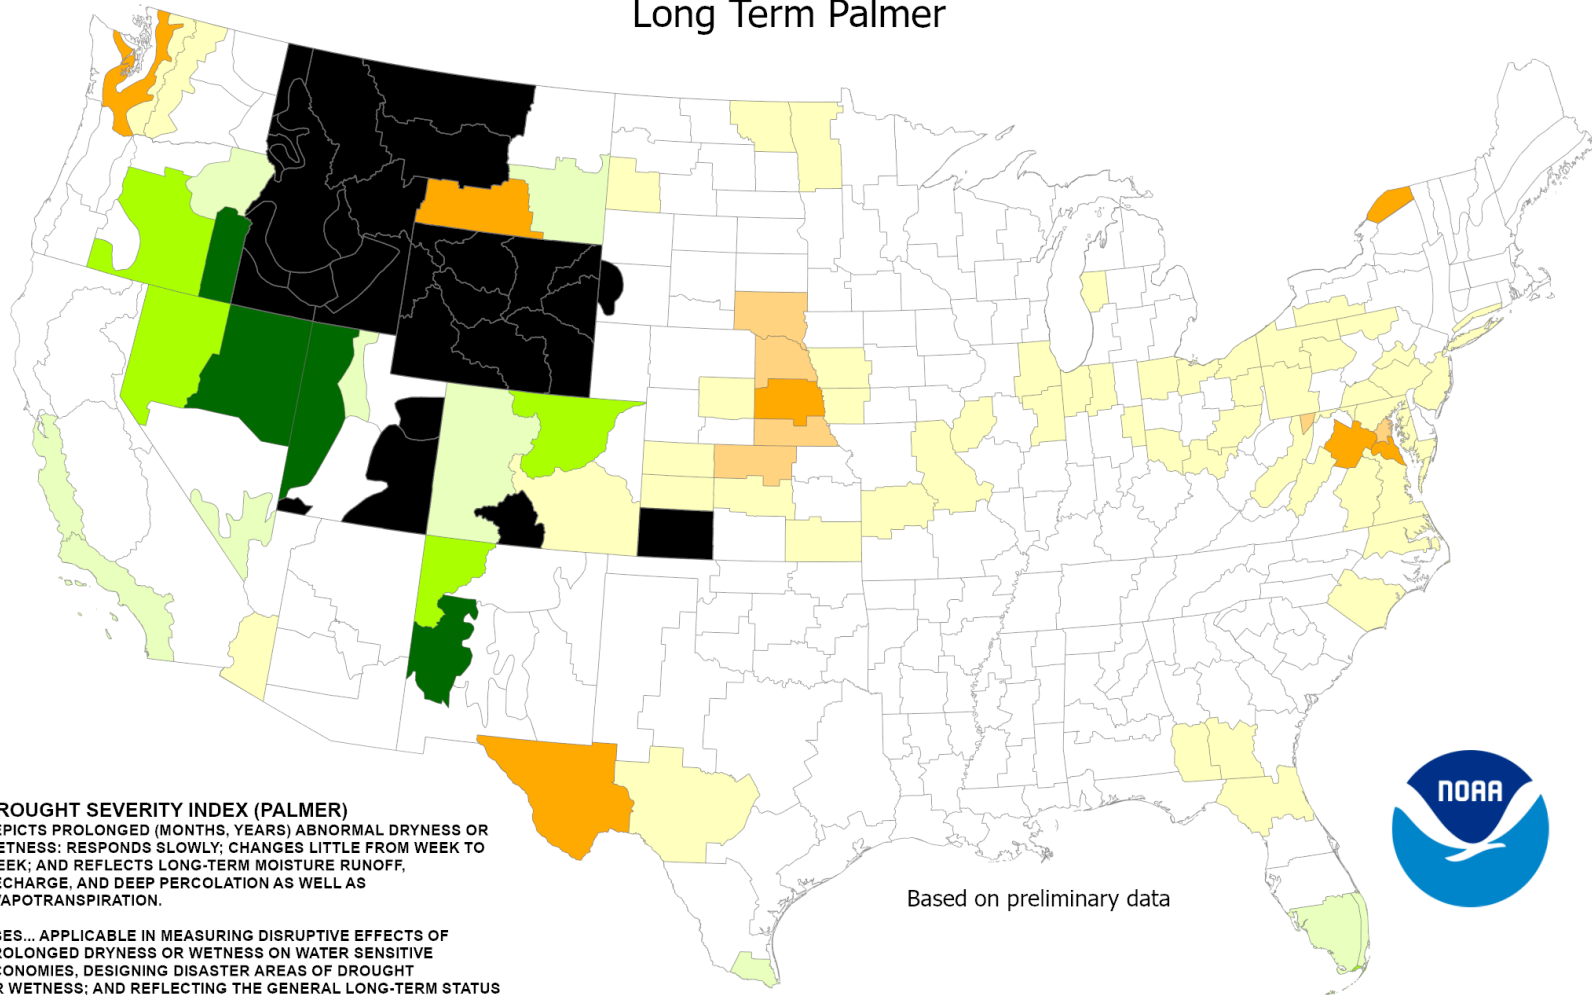 Long Term Palmer
ROUGHT SEVERITY INDEX (PALMER)
EPICTS PROLONGED (MONTHS, YEARS) ABNORMAL DRYNESS OR
ETNESS: RESPONDS SLOWLY; CHANGES LITTLE FROM WEEK TO
EEK; AND REFLECTS LONG-TERM MOISTURE RUNOFF,
ECHARGE, AND DEEP PERCOLATION AS WELL AS
VAPOTRANSPIRATION.
SES... APPLICABLE IN MEASURING DISRUPTIVE EFFECTS OF
ROLONGED DRYNESS OR WETNESS ON WATER SENSITIVE
CONOMIES, DESIGNING DISASTER AREAS OF DROUGHT
R WETNESS; AND REFLECTING THE GENERAL LONG-TERM STATUS
Based on preliminary data
NOAA